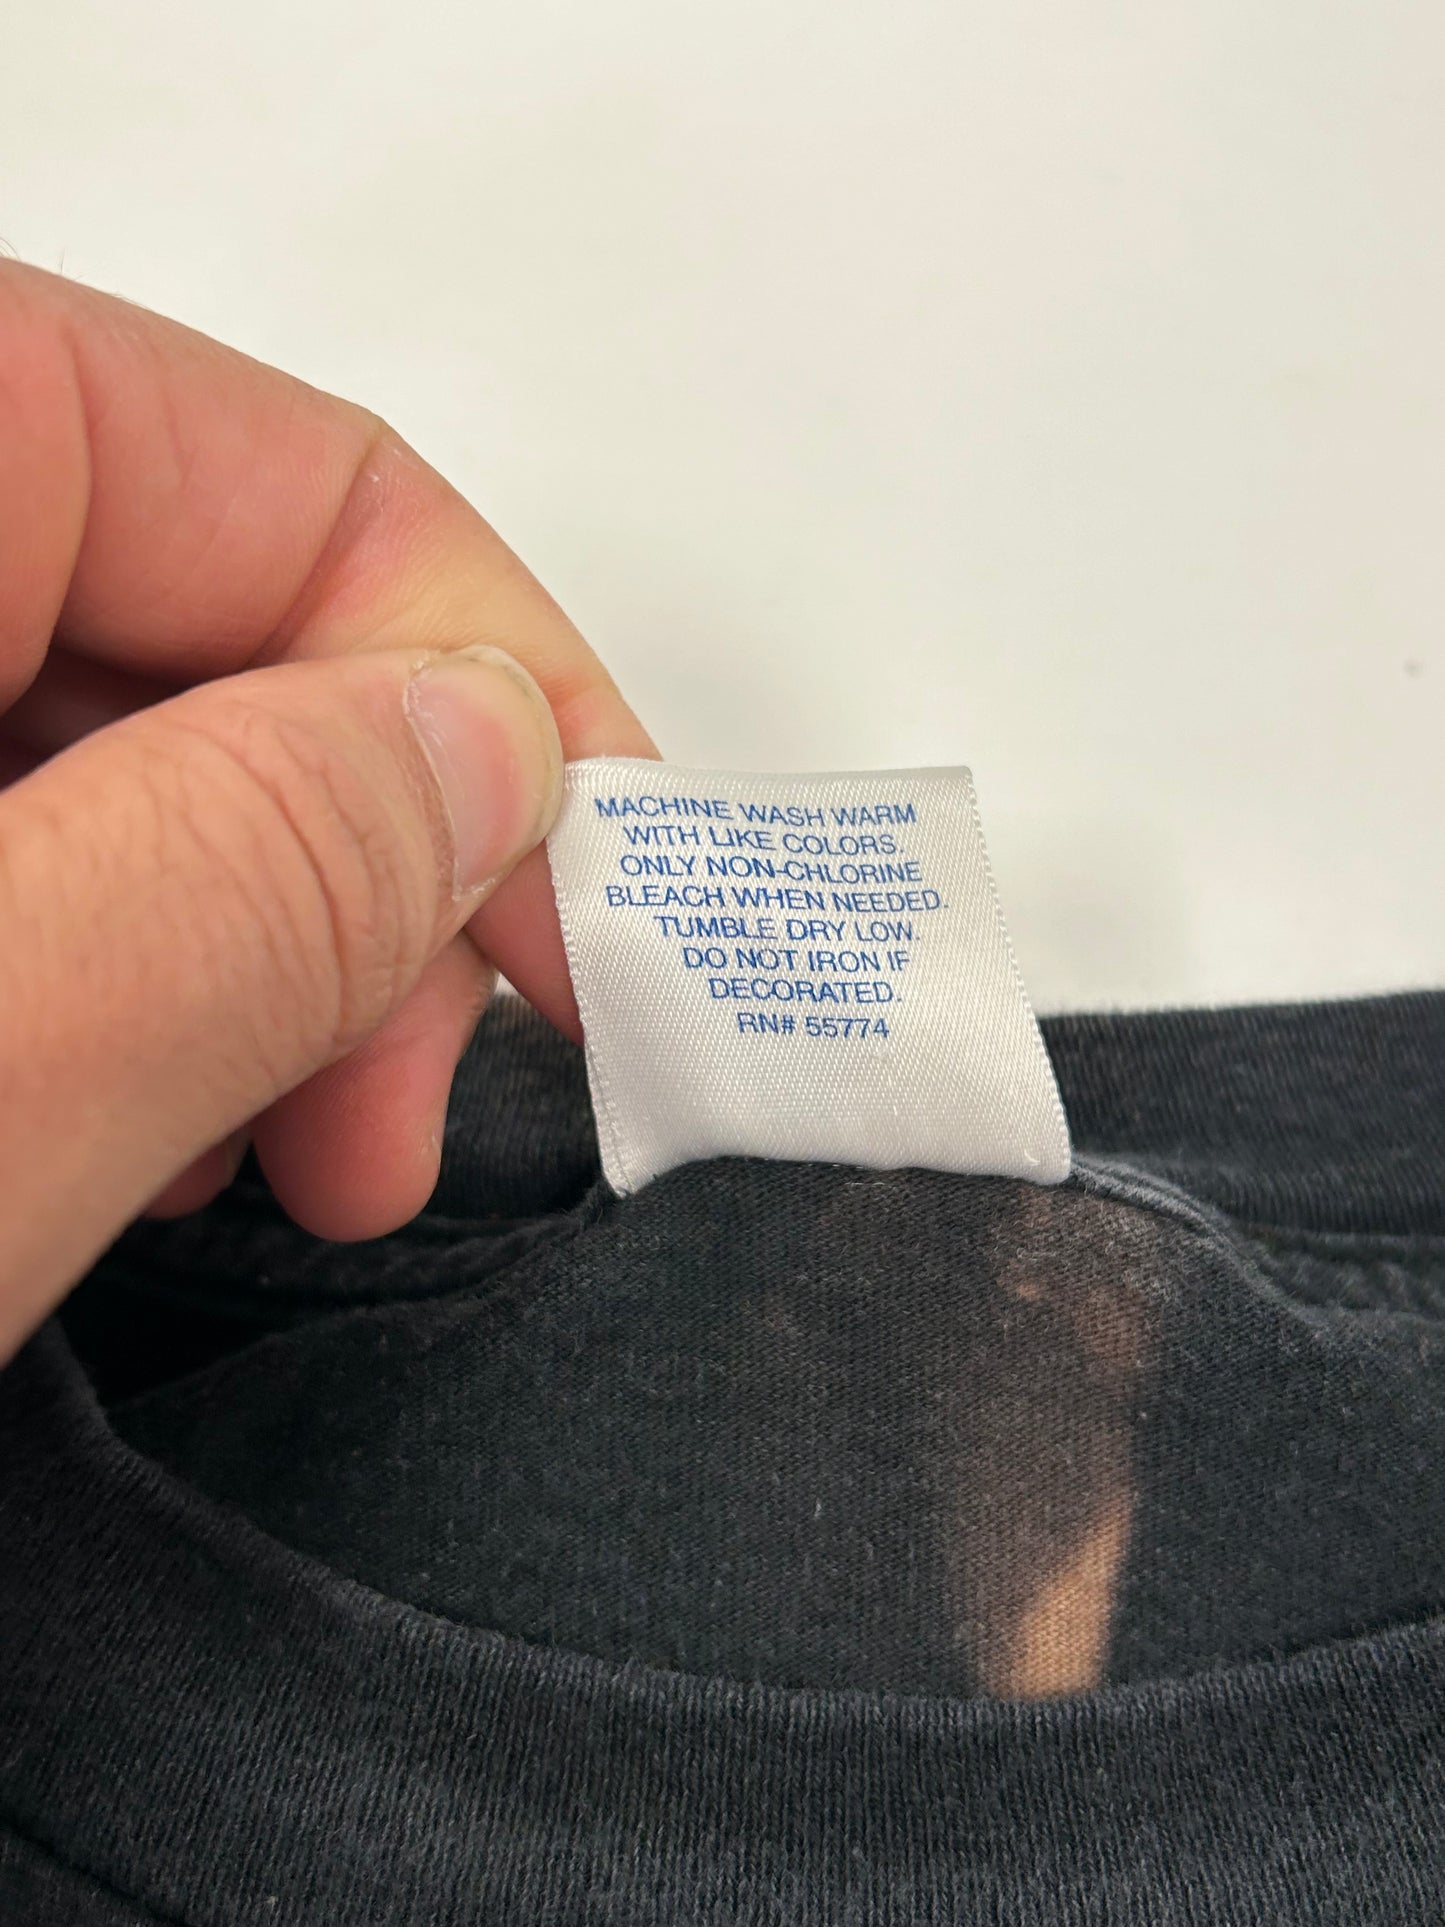 MACHINE WASH WARM
WITH LIKE COLORS.
ONLY NON-CHLORINE
BLEACH WHEN NEEDED.
TUMBLE DRY LOW.
DO NOT IRON IF
DECORATED.
RN# 55774